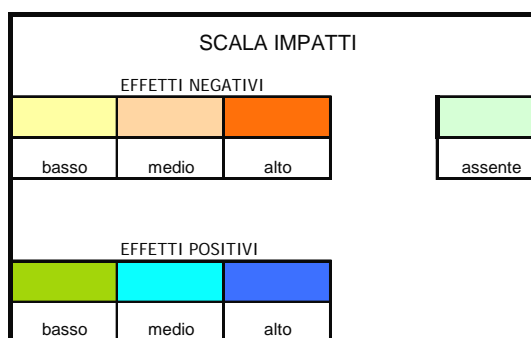 SCALA IMPATTI
EFFETTI NEGATIVI
basso medio alto assente
EFFETTI POSITIVI
basso medio alto